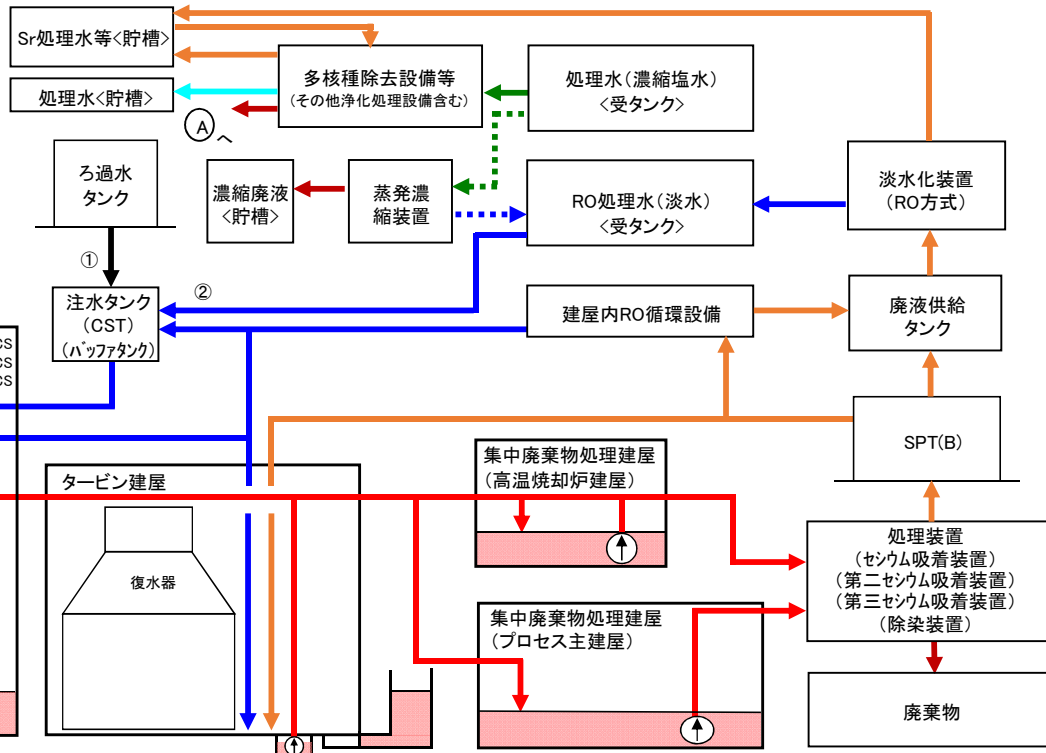 Sr処理水等<貯槽>
処理水<貯槽>
多核種除去設備等
(その他浄化処理設備含む)
処理水(濃縮塩水)
<受タンク>
Aへ
ろ過水
タンク
濃縮廃液
<貯槽>
蒸発濃
縮装置
RO処理水(淡水)
<受タンク>
淡水化装置
(RO方式)
①
②
注水タンク
(CST)
(バッファタンク)
建屋内RO循環設備
廃液供給
タンク
CS
CS
CS
SPT(B)
タービン建屋
復水器
集中廃棄物処理建屋
(高温焼却炉建屋)
集中廃棄物処理建屋
(プロセス主建屋)
処理装置
(セシウム吸着装置)
(第二セシウム吸着装置)
(第三セシウム吸着装置)
(除染装置)
廃棄物